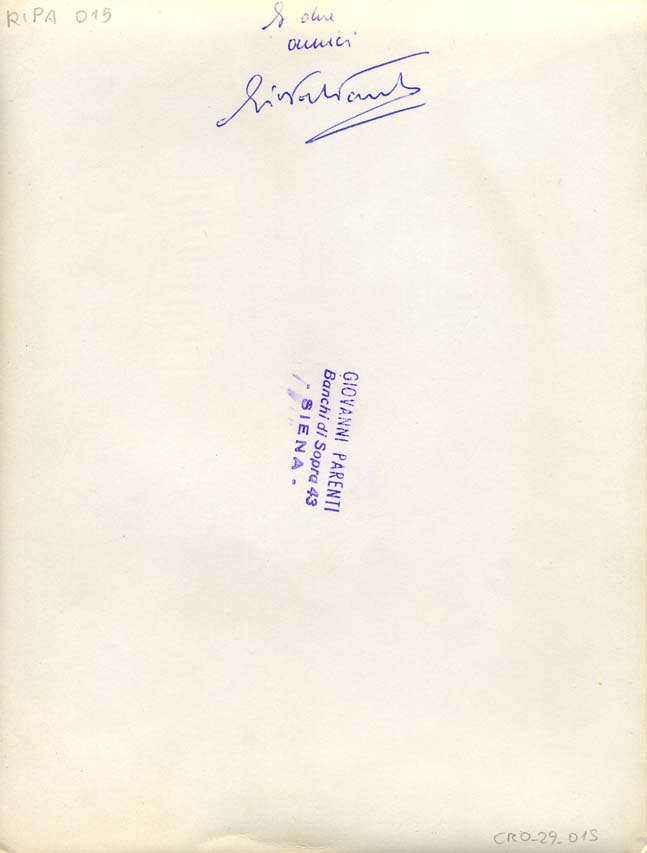 RIPA 015
amici
GIOVANNI PARENTI
Banchi di Sopra 43
- SIENA -
CRO-29-015